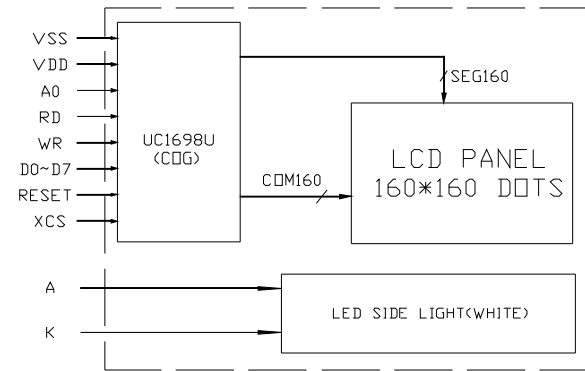 VSS
VDD
A0
RD
WR
D0~D7
RESET
XCS
UC1698U
(COG)
SEG160
COM160
LCD PANEL
160*160 DOTS
A
K
LED SIDE LIGHT(WHITE)